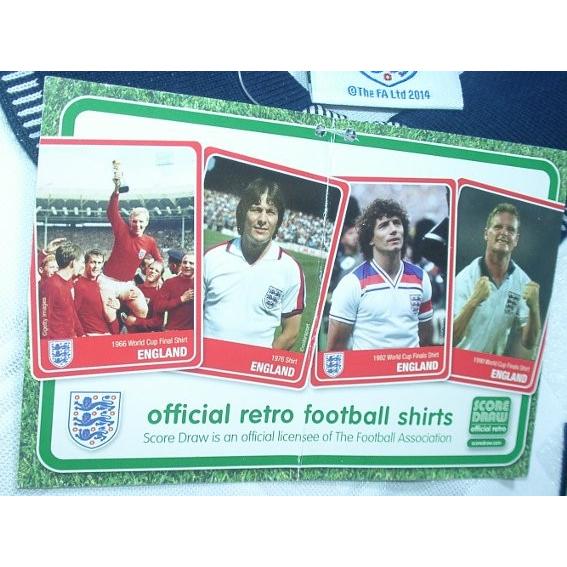 ©The FA Ltd 2014
©getty Images
1966 World Cup Final Shirt
ENGLAND
1976 Shirt
ENGLAND
1982 World Cup Finals Shirt
ENGLAND
1990 World Cup Finals Shirt
ENGLAND
official retro football shirts
Score Draw is an official licensee of The Football Association
SCORE
DRAW
official retro
scoredraw.com